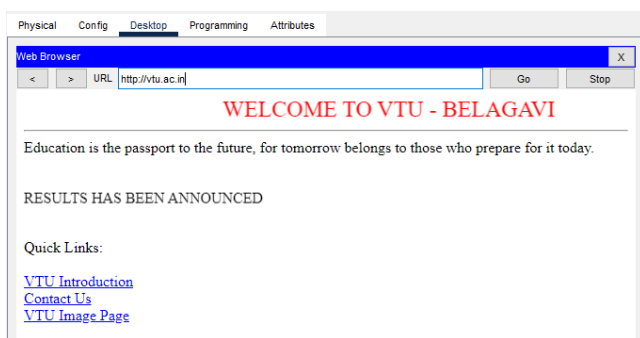 Physical Config Desktop Programming Attributes
Web Browser X
< > URL http://vtu.ac.in Go Stop
WELCOME TO VTU - BELAGAVI
Education is the passport to the future, for tomorrow belongs to those who prepare for it today.
RESULTS HAS BEEN ANNOUNCED
Quick Links:
VTU Introduction
Contact Us
VTU Image Page